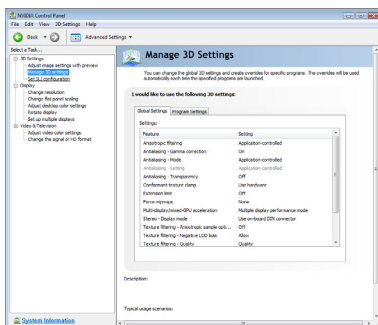 NVIDIA Control Panel
File Edit View 3D Settings Help
Back Advanced Settings
Select a Task...
3D Settings
Adjust image settings with preview
Manage 3D settings
Set SLI configuration
Display
Change resolution
Change flat panel scaling
Adjust desktop color settings
Rotate display
Set up multiple displays
Video & Television
Adjust video color settings
Change the signal or HD format
System Information
Manage 3D Settings
You can change the global 3D settings and create overrides for specific programs. The overrides will be used
automatically each time the specified programs are launched.
I would like to use the following 3D settings:
Global Settings Program Settings
Settings:
Feature Setting
Anisotropic filtering Application-controlled
Antialiasing - Gamma correction On
Antialiasing - Mode Application-controlled
Antialiasing - Setting Application-controlled
Antialiasing - Transparency Off
Conformant texture clamp Use hardware
Extension limit Off
Force mipmaps None
Multi-display/mixed-GPU acceleration Multiple display performance mode
Stereo - Display mode Use on-board DIN connector
Texture filtering - Anisotropic sample opti... Off
Texture filtering - Negative LOD bias Allow
Texture filtering - Quality Quality
Description:
Typical usage scenarios: